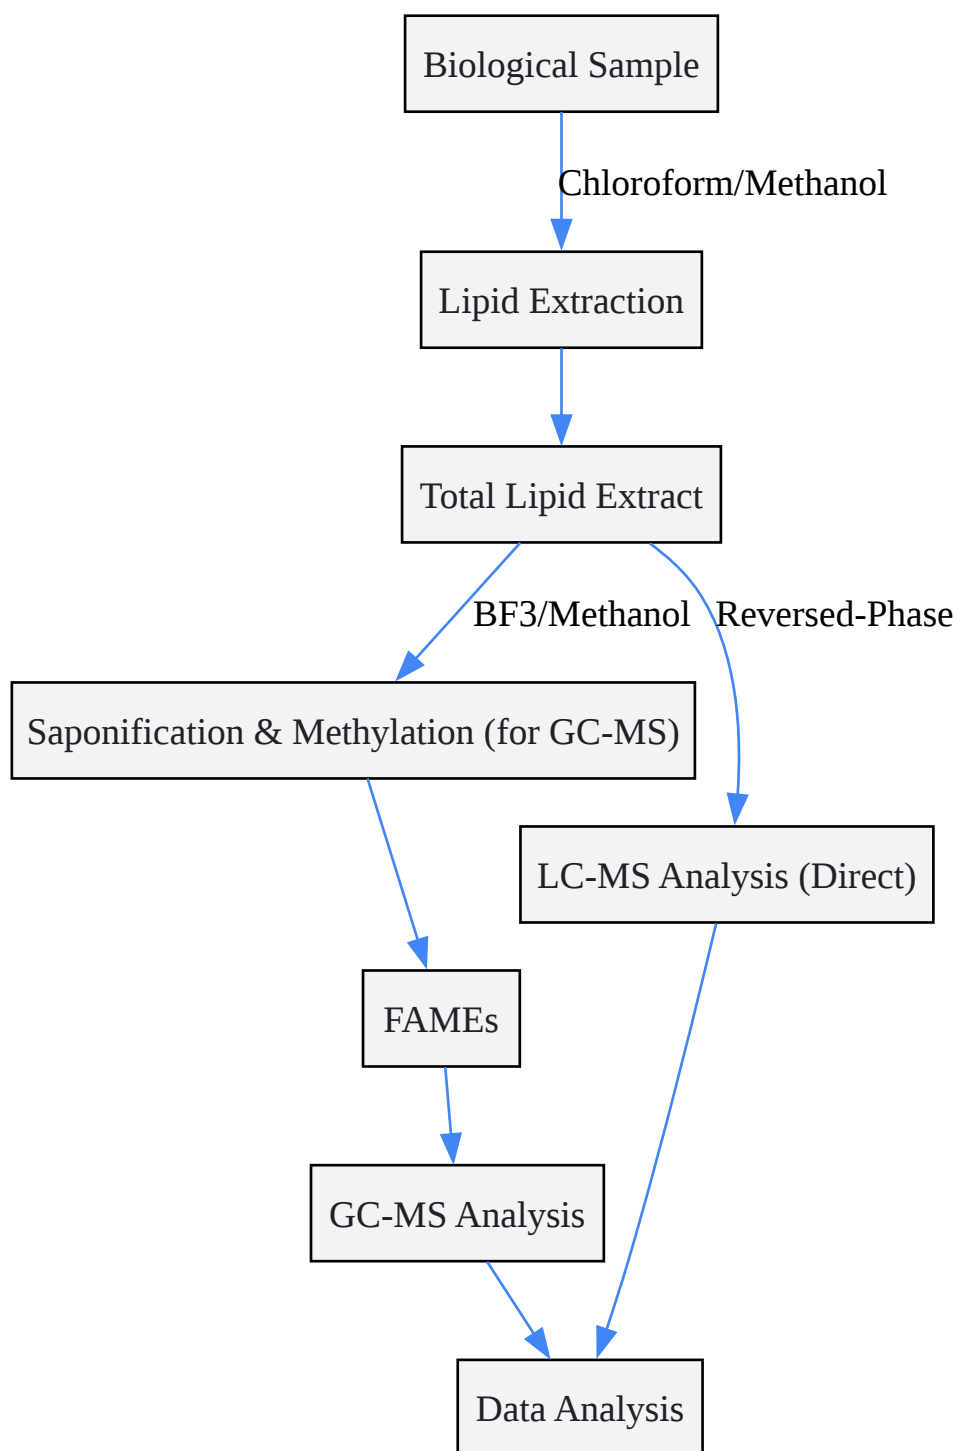 Biological Sample
Chloroform/Methanol
Lipid Extraction
Total Lipid Extract
BF3/Methanol
Reversed-Phase
Saponification & Methylation (for GC-MS)
LC-MS Analysis (Direct)
FAMEs
GC-MS Analysis
Data Analysis